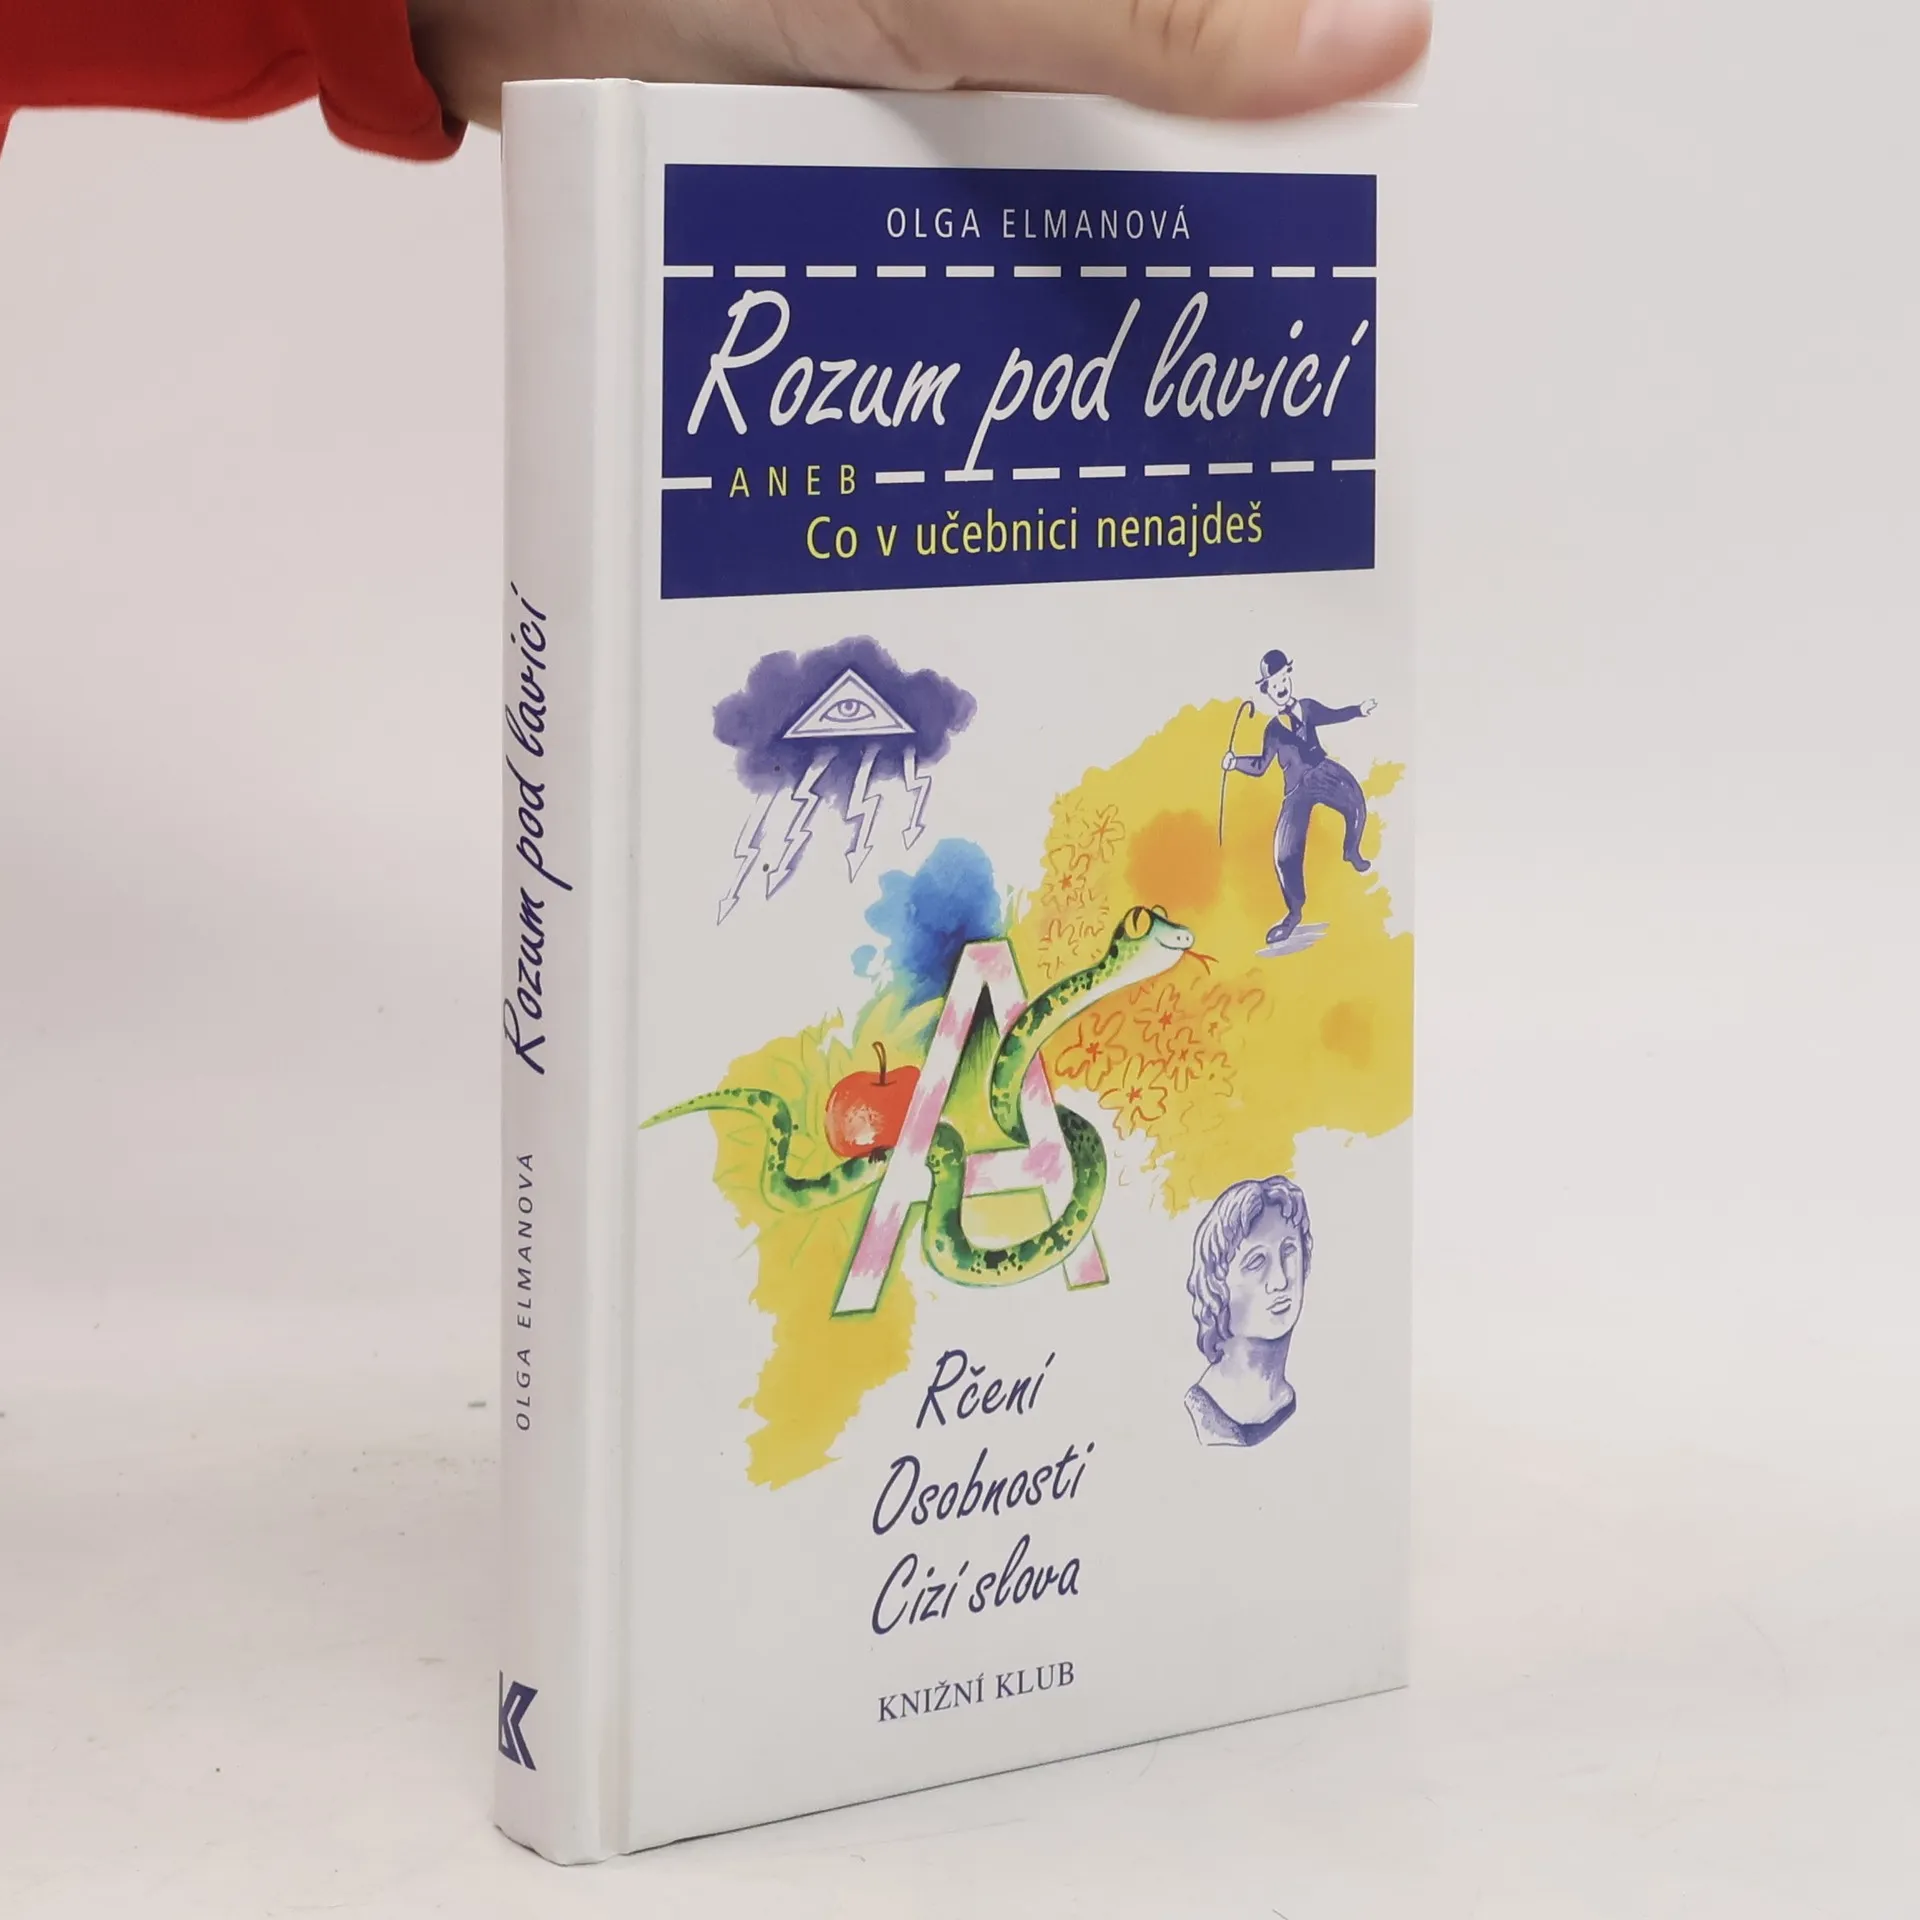 OLGA ELMANOVÁ
Rozum pod lavicí
ANEB
Co v učebnici nenajdeš
A
Rčení
Osobnosti
Cizí slova
KNIŽNÍ KLUB
OLGA ELMANOVÁ Rozum pod lavicí